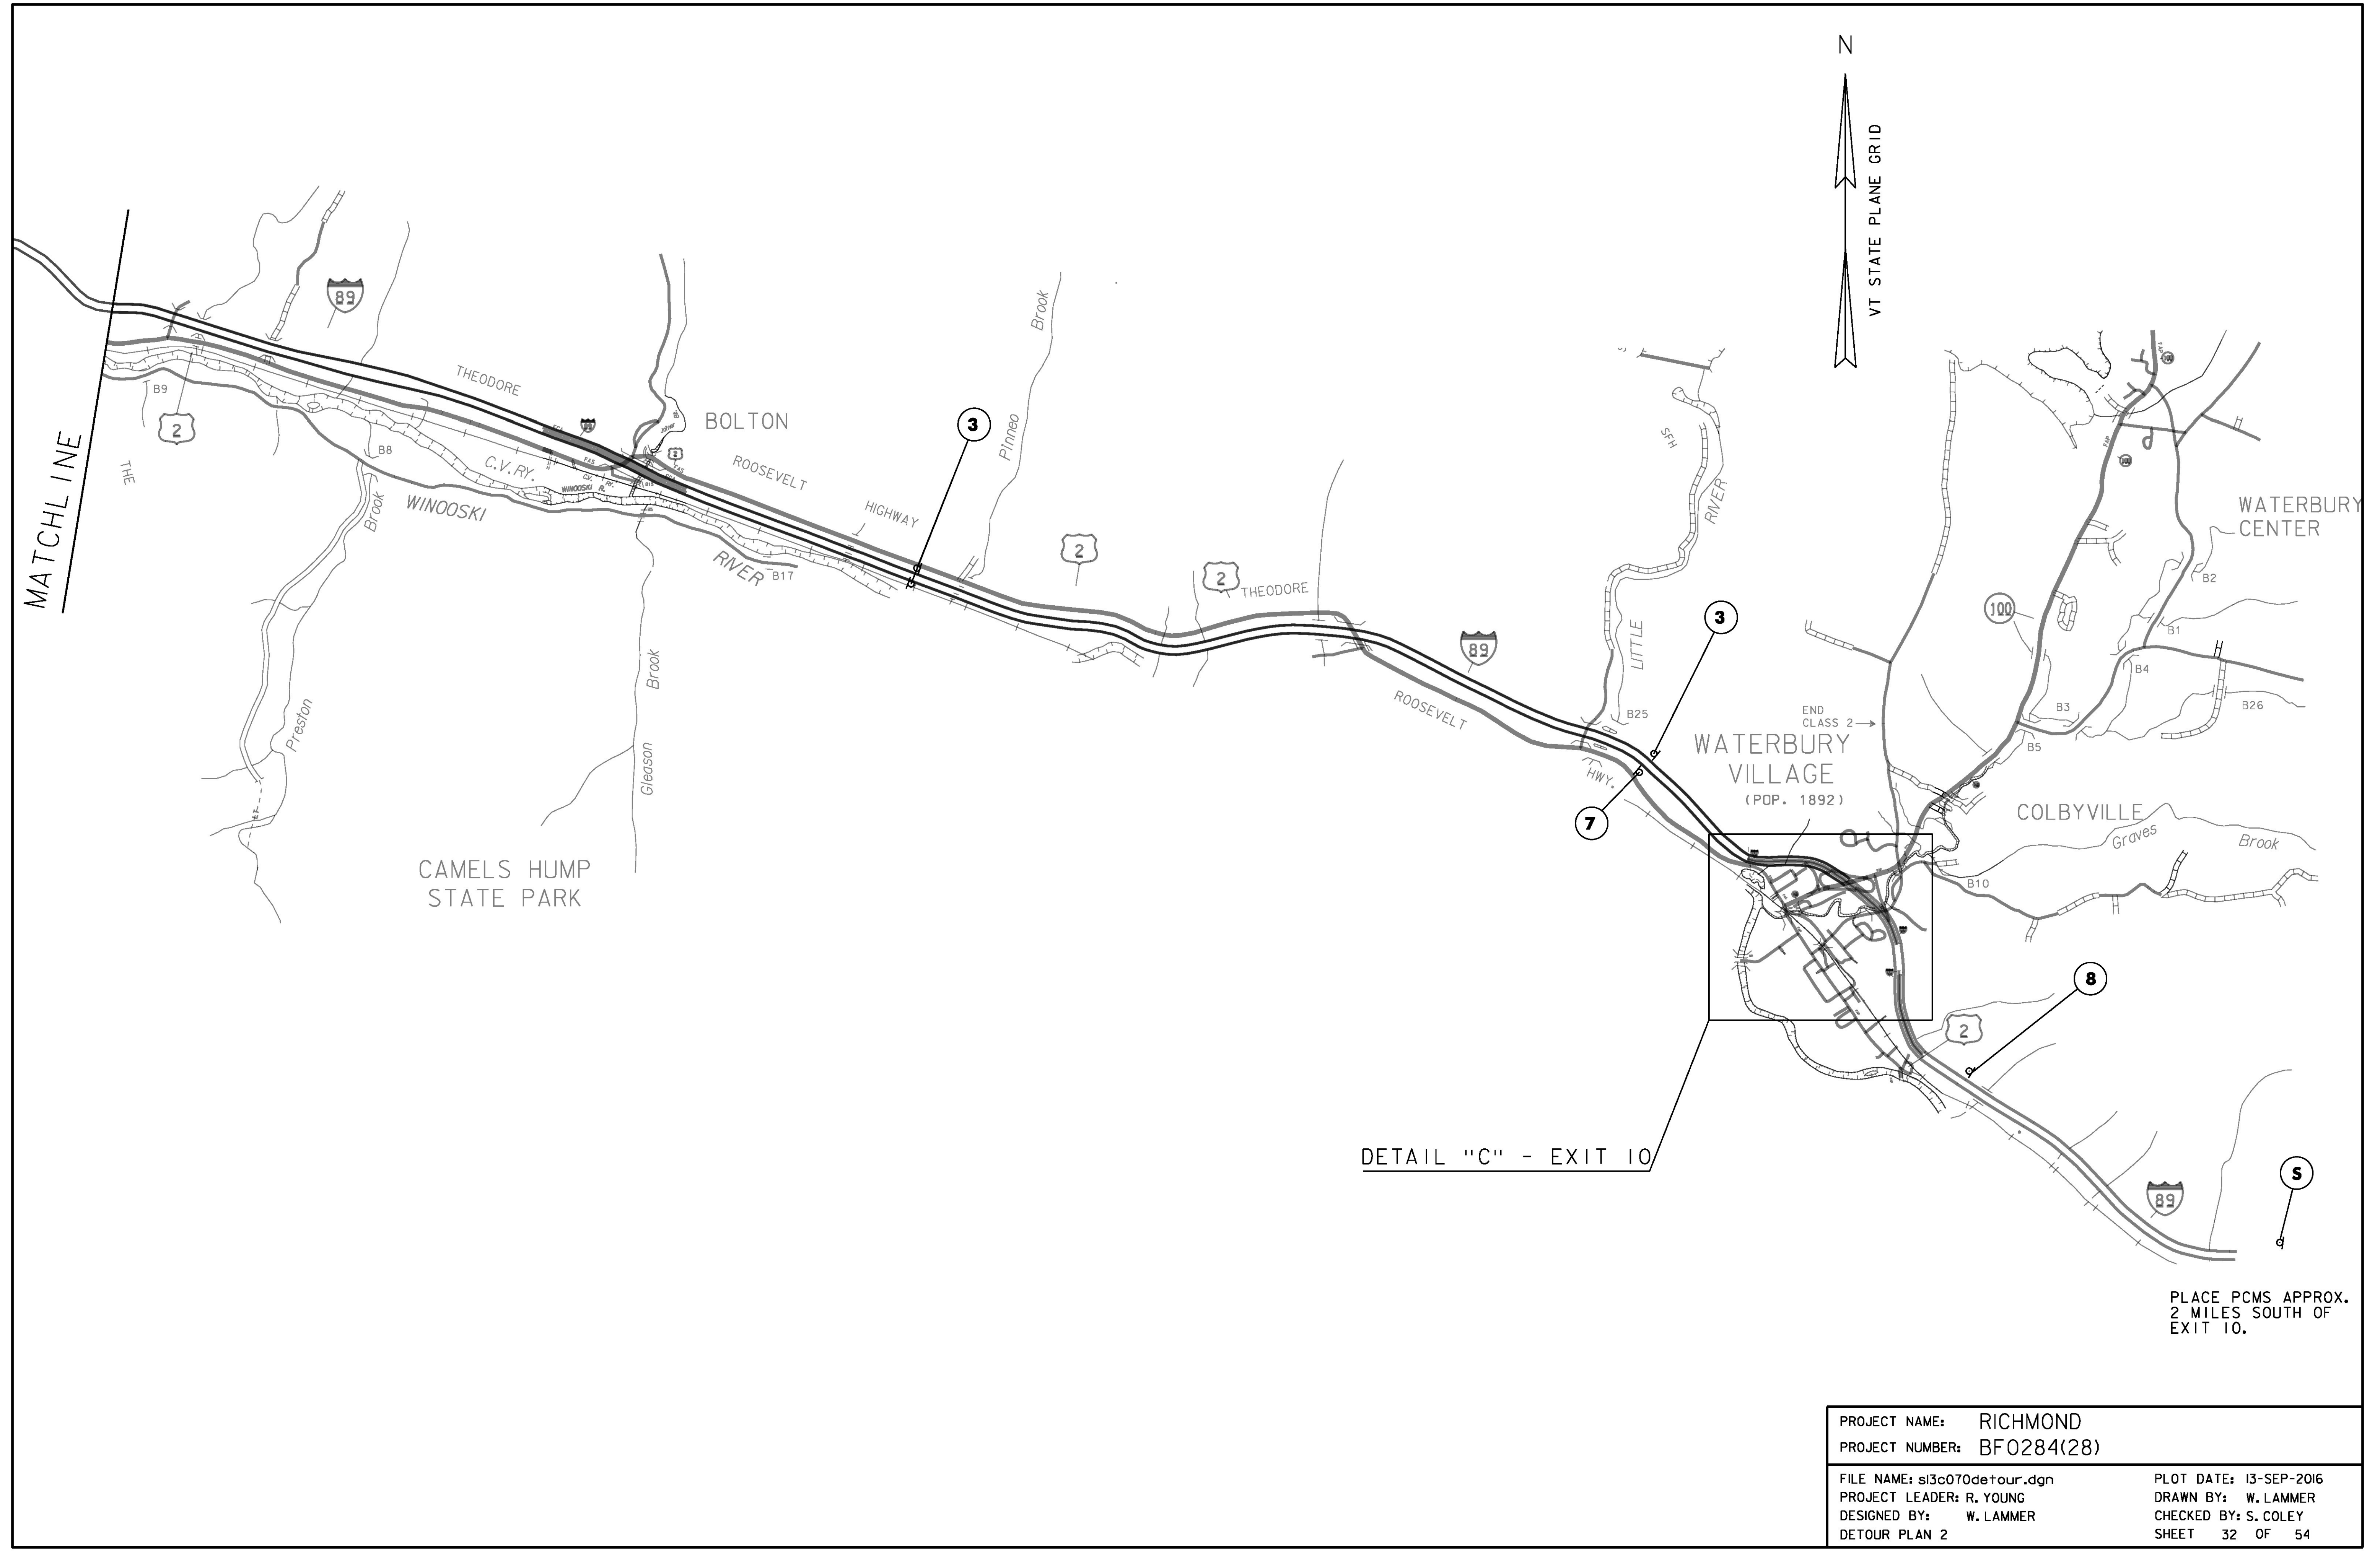 N
VT STATE PLANE GRID
MATCHLINE
89
THEODORE
BOLTON
ROOSEVELT
HIGHWAY
3
Pinneo
Brook
B9
2
THE
B8
C.V.RY.
WINOOSKI
RIVER
B17
FAS
FAS
WINOOSKI R.
Brook
Preston
Brook
Gleason
CAMELS HUMP
STATE PARK
2
2
THEODORE
89
ROOSEVELT
HWY.
SFH
RIVER
LITTLE
B25
3
7
WATERBURY
VILLAGE
(POP. 1892)
END
CLASS 2
100
FAP
WATERBURY
CENTER
B2
B1
B4
B3
B26
B5
COLBYVILLE
Graves
Brook
B10
8
2
DETAIL "C" - EXIT 10
89
S
PLACE PCMS APPROX.
2 MILES SOUTH OF
EXIT 10.
PROJECT NAME: RICHMOND
PROJECT NUMBER: BF0284(28)
FILE NAME: s13c070detour.dgn PLOT DATE: 13-SEP-2016
PROJECT LEADER: R. YOUNG DRAWN BY: W. LAMMER
DESIGNED BY: W. LAMMER CHECKED BY: S. COLEY
DETOUR PLAN 2 SHEET 32 OF 54